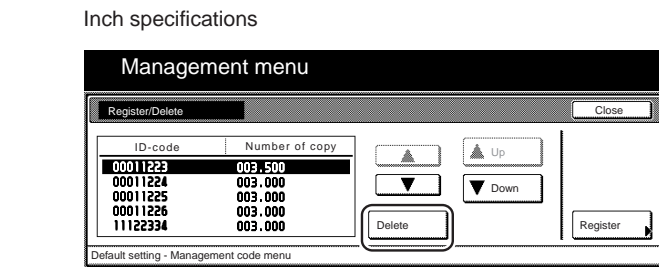 Inch specifications
Management menu
Register/Delete
Close
ID-code Number of copy
00011223 003.500
00011224 003.000
00011225 003.000
00011226 003.000
11122334 003.000
Up
Down
Delete
Register
Default setting - Management code menu